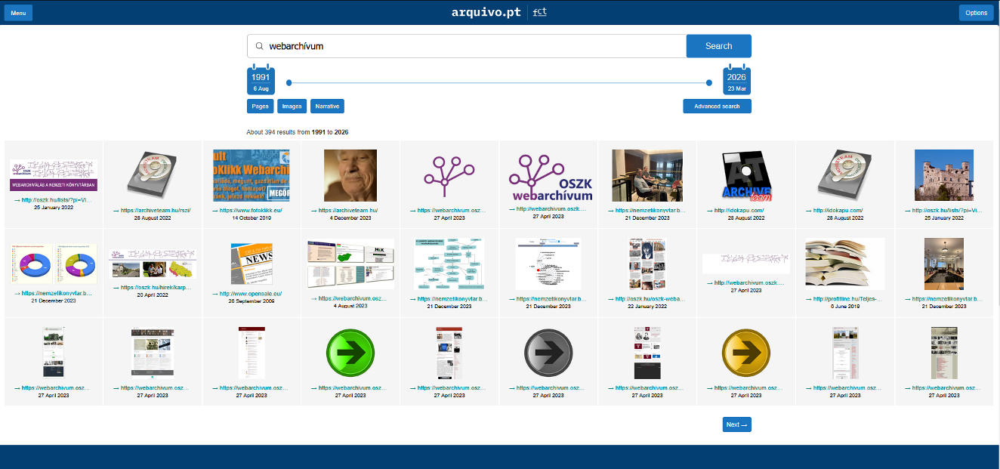 Menu
arquivo.pt
fct
Options
webarchívum
Search
1991
6 Aug
2026
23 Mar
Pages
Images
Narrative
Advanced search
About 394 results from 1991 to 2026
OSZK
webarchívum
WEBARCHIVÁLÁS A NEMZETI KÖNYVTÁRBAN
→ http://oszk.hu/lists/?pi=Vi...
25 January 2022
→ https://archiveteam.hu/rszi/
28 August 2022
→ https://www.fotoklikk.eu/
14 October 2019
→ https://archiveteam.hu/
4 December 2023
→ https://webarchivum.osz...
27 April 2023
OSZK
webarchívum
→ http://webarchivum.oszk....
27 April 2023
→ https://nemzetikonyvtar.b...
21 December 2023
ARCHIVE
team
→ http://idokapu.com/
28 August 2022
→ http://idokapu.com/
28 August 2022
→ http://oszk.hu/lists/?pi=Vi...
25 January 2022
→ https://nemzetikonyvtar.b...
21 December 2023
→ https://oszk.hu/hirek/karp...
20 April 2022
NEWS
→ http://www.opensale.eu/
26 September 2009
→ https://webarchivum.osz...
4 August 2023
→ https://nemzetikonyvtar.b...
21 December 2023
→ https://nemzetikonyvtar.b...
21 December 2023
→ http://oszk.hu/oszk-weba...
22 January 2022
→ http://webarchivum.oszk....
27 April 2023
→ http://profitline.hu/Teljes-...
6 June 2019
→ https://nemzetikonyvtar.b...
21 December 2023
→ https://webarchivum.osz...
27 April 2023
→ https://webarchivum.osz...
27 April 2023
→ https://webarchivum.osz...
27 April 2023
→ https://webarchivum.osz...
27 April 2023
→ https://webarchivum.osz...
27 April 2023
→ https://webarchivum.osz...
27 April 2023
→ https://webarchivum.osz...
27 April 2023
→ https://webarchivum.osz...
27 April 2023
→ https://webarchivum.osz...
27 April 2023
→ https://webarchivum.osz...
27 April 2023
Next →